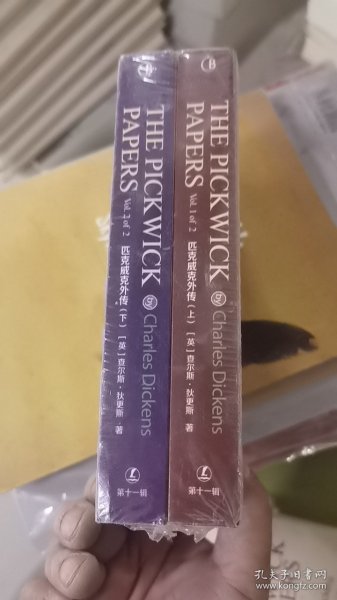 THE PICKWICK
PAPERS Vol. 2 of 2
by Charles Dickens
匹克威克外传（下） [英]查尔斯·狄更斯 著
第十一辑
B
THE PICKWICK
PAPERS Vol. 1 of 2
by Charles Dickens
匹克威克外传（上） [英]查尔斯·狄更斯 著
L
第十一辑
孔夫子旧书网